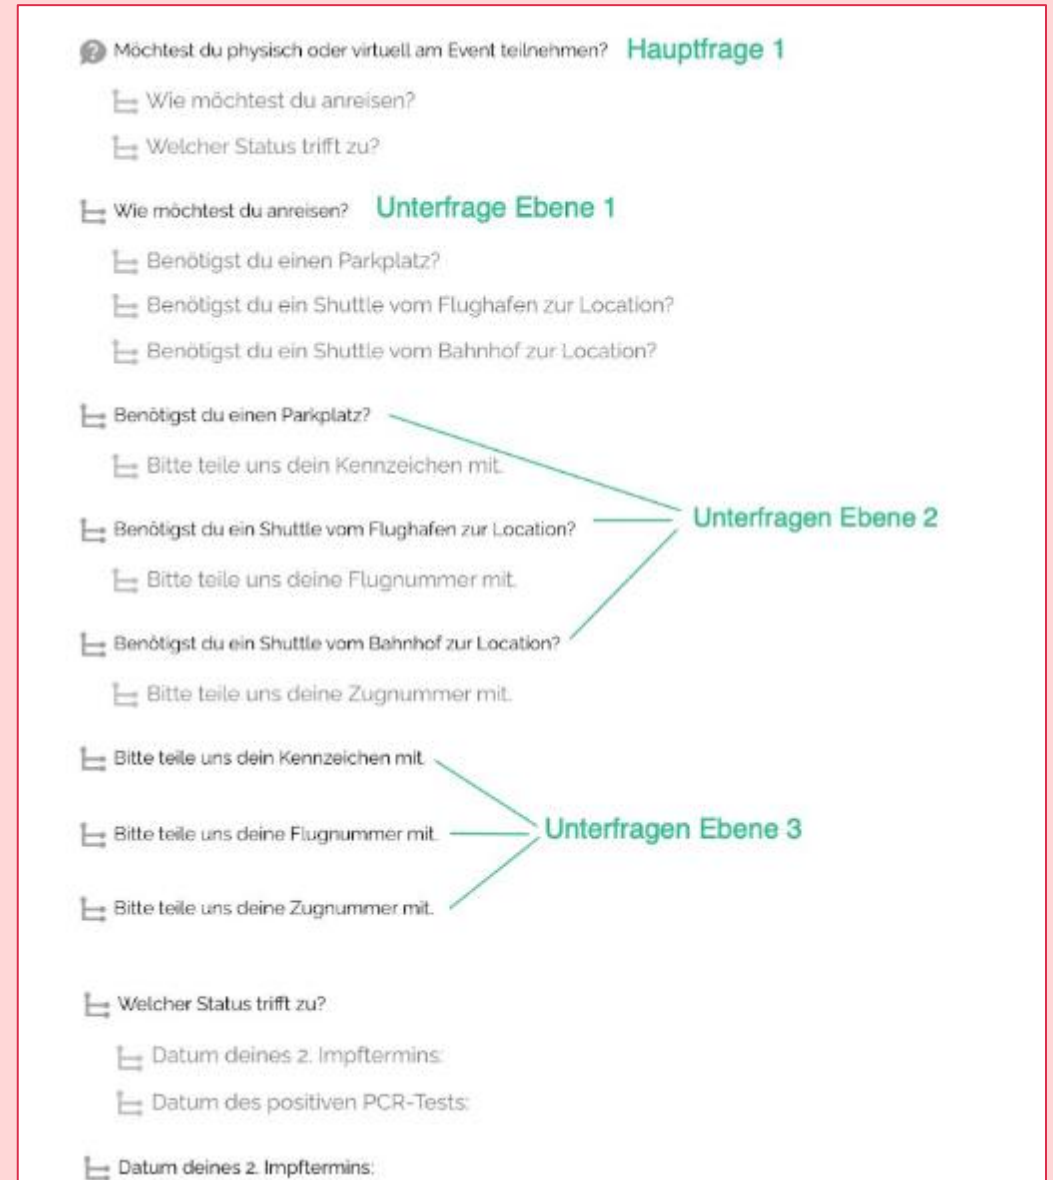 Möchtest du physisch oder virtuell am Event teilnehmen? Hauptfrage 1
Wie möchtest du anreisen?
Welcher Status trifft zu?
Wie möchtest du anreisen? Unterfrage Ebene 1
Benötigst du einen Parkplatz?
Benötigst du ein Shuttle vom Flughafen zur Location?
Benötigst du ein Shuttle vom Bahnhof zur Location?
Benötigst du einen Parkplatz?
Bitte teile uns dein Kennzeichen mit.
Unterfragen Ebene 2
Benötigst du ein Shuttle vom Flughafen zur Location?
Bitte teile uns deine Flugnummer mit.
Benötigst du ein Shuttle vom Bahnhof zur Location?
Bitte teile uns deine Zugnummer mit.
Bitte teile uns dein Kennzeichen mit.
Bitte teile uns deine Flugnummer mit. Unterfragen Ebene 3
Bitte teile uns deine Zugnummer mit.
Welcher Status trifft zu?
Datum deines 2. Impftermins:
Datum des positiven PCR-Tests:
Datum deines 2. Impftermins: